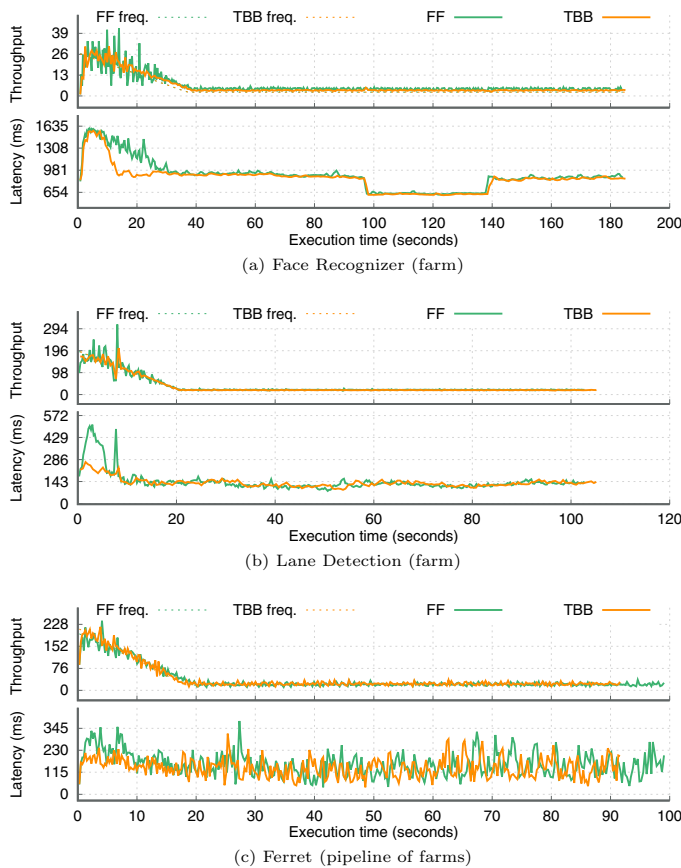 FF freq. TBB freq. FF TBB
Throughput
39
26
13
0
Latency (ms)
1635
1308
981
654
0 20 40 60 80 100 120 140 160 180 200
Execution time (seconds)
(a) Face Recognizer (farm)
FF freq. TBB freq. FF TBB
Throughput
294
196
98
0
Latency (ms)
572
429
286
143
0
0 20 40 60 80 100 120
Execution time (seconds)
(b) Lane Detection (farm)
FF freq. TBB freq. FF TBB
Throughput
228
152
76
0
Latency (ms)
345
230
115
0
0 10 20 30 40 50 60 70 80 90 100
Execution time (seconds)
(c) Ferret (pipeline of farms)